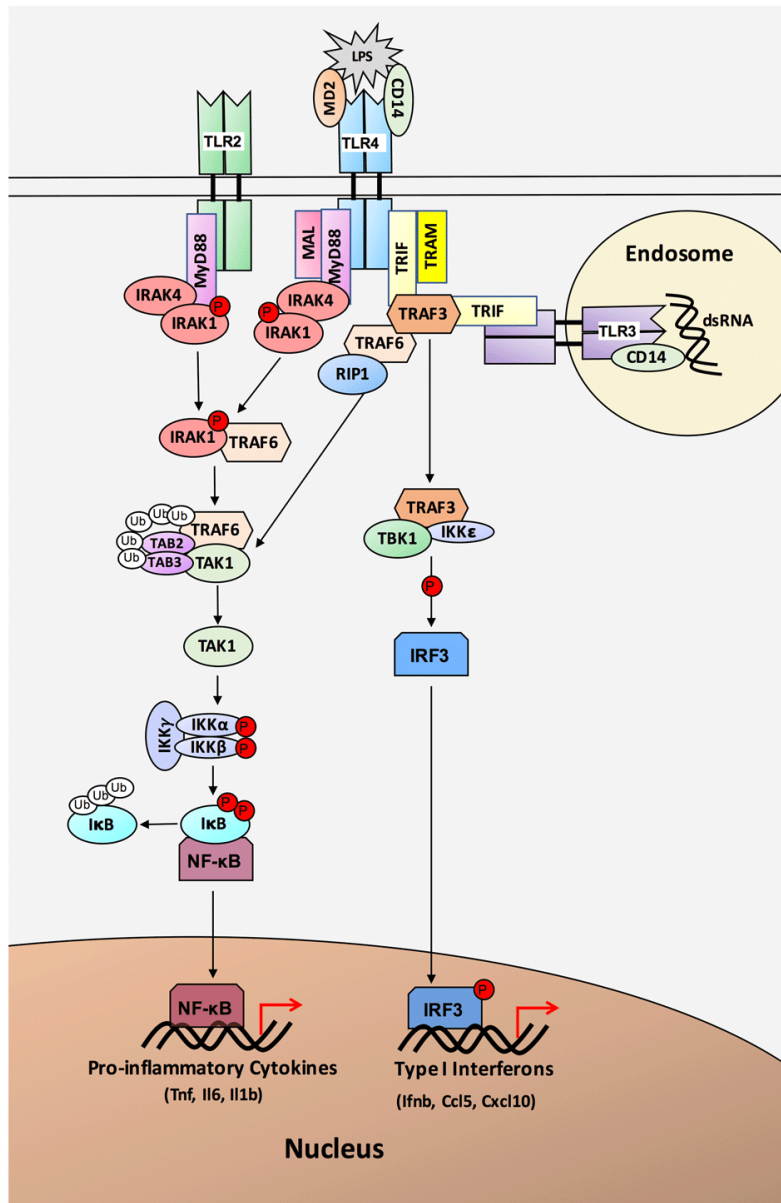 LPS
MD2
CD14
TLR2
TLR4
MyD88
MAL
MyD88
TRIF
TRAM
Endosome
IRAK4
IRAK1
P
P
IRAK4
IRAK1
TRAF3
TRIF
TLR3
dsRNA
CD14
TRAF6
RIP1
P
IRAK1
TRAF6
Ub
Ub
Ub
Ub
Ub
TRAF6
TAB2
TAB3
TAK1
TRAF3
TBK1
IKKε
P
TAK1
IRF3
IKKγ
IKKα
P
IKKβ
P
Ub
Ub
Ub
IκB
P
P
IκB
NF-κB
NF-κB
IRF3
P
Pro-inflammatory Cytokines
(Tnf, Il6, Il1b)
Type I Interferons
(Ifnb, Ccl5, Cxcl10)
Nucleus